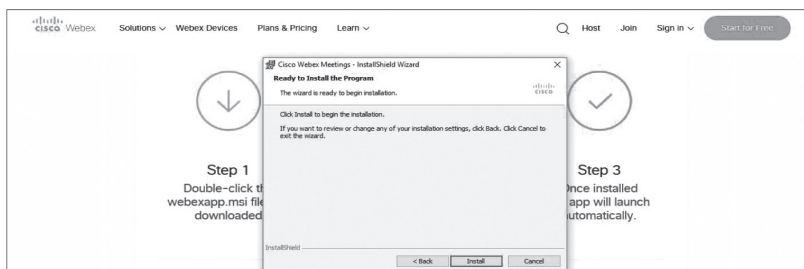 cisco Webex Solutions Webex Devices Plans & Pricing Learn Host Join Sign in Start for Free
Cisco Webex Meetings - InstallShield Wizard
Ready to Install the Program
The wizard is ready to begin installation.
cisco
Click Install to begin the installation.
If you want to review or change any of your installation settings, click Back. Click Cancel to
exit the wizard.
Step 1
Double-click th
webexapp.msi file
downloaded
Step 3
Once installed
app will launch
automatically.
InstallShield
< Back Install Cancel